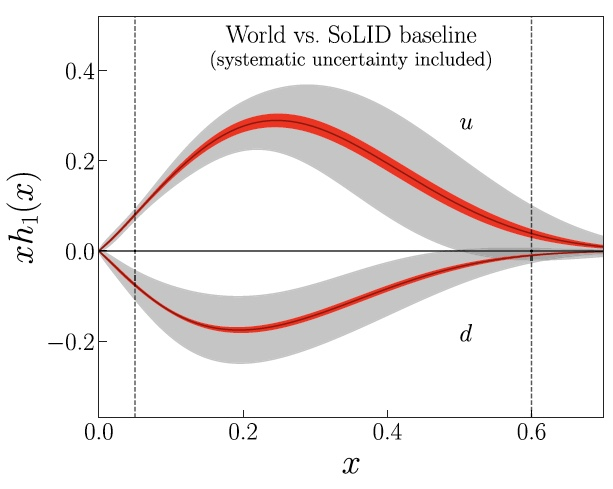 World vs. SoLID baseline
(systematic uncertainty included)
0.4
u
0.2
xh₁(x)
0.0
−0.2
d
0.0 0.2 0.4 0.6
x